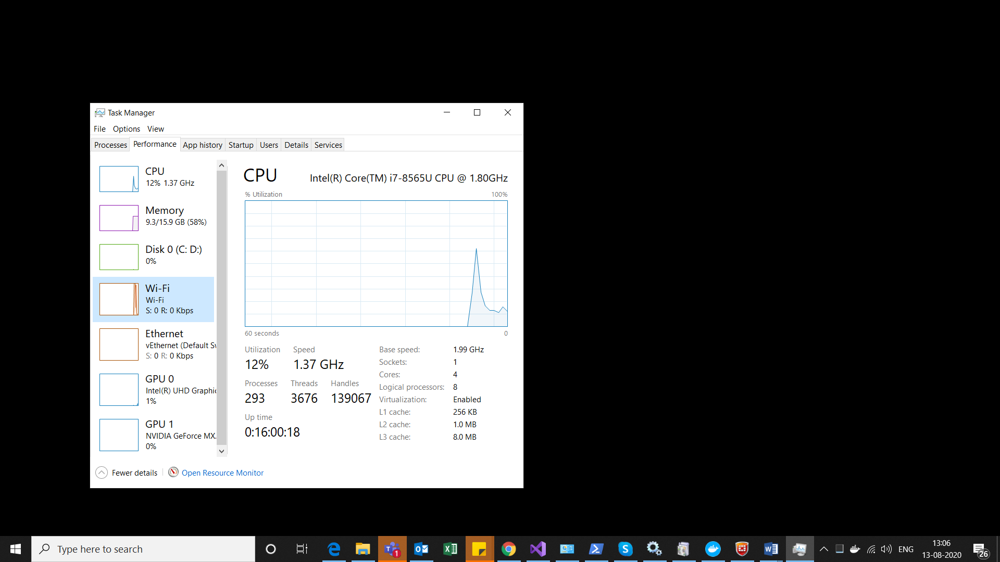 Task Manager
File Options View
Processes Performance App history Startup Users Details Services
CPU
12% 1.37 GHz
Memory
9.3/15.9 GB (58%)
Disk 0 (C: D:)
0%
Wi-Fi
Wi-Fi
S: 0 R: 0 Kbps
Ethernet
vEthernet (Default Sw
S: 0 R: 0 Kbps
GPU 0
Intel(R) UHD Graphic
1%
GPU 1
NVIDIA GeForce MX.
0%
CPU Intel(R) Core(TM) i7-8565U CPU @ 1.80GHz
% Utilization 100%
60 seconds 0
Utilization Speed
12% 1.37 GHz
Processes Threads Handles
293 3676 139067
Up time
0:16:00:18
Base speed: 1.99 GHz
Sockets: 1
Cores: 4
Logical processors: 8
Virtualization: Enabled
L1 cache: 256 KB
L2 cache: 1.0 MB
L3 cache: 8.0 MB
Fewer details Open Resource Monitor
Type here to search
1
ENG
13:06
13-08-2020
26